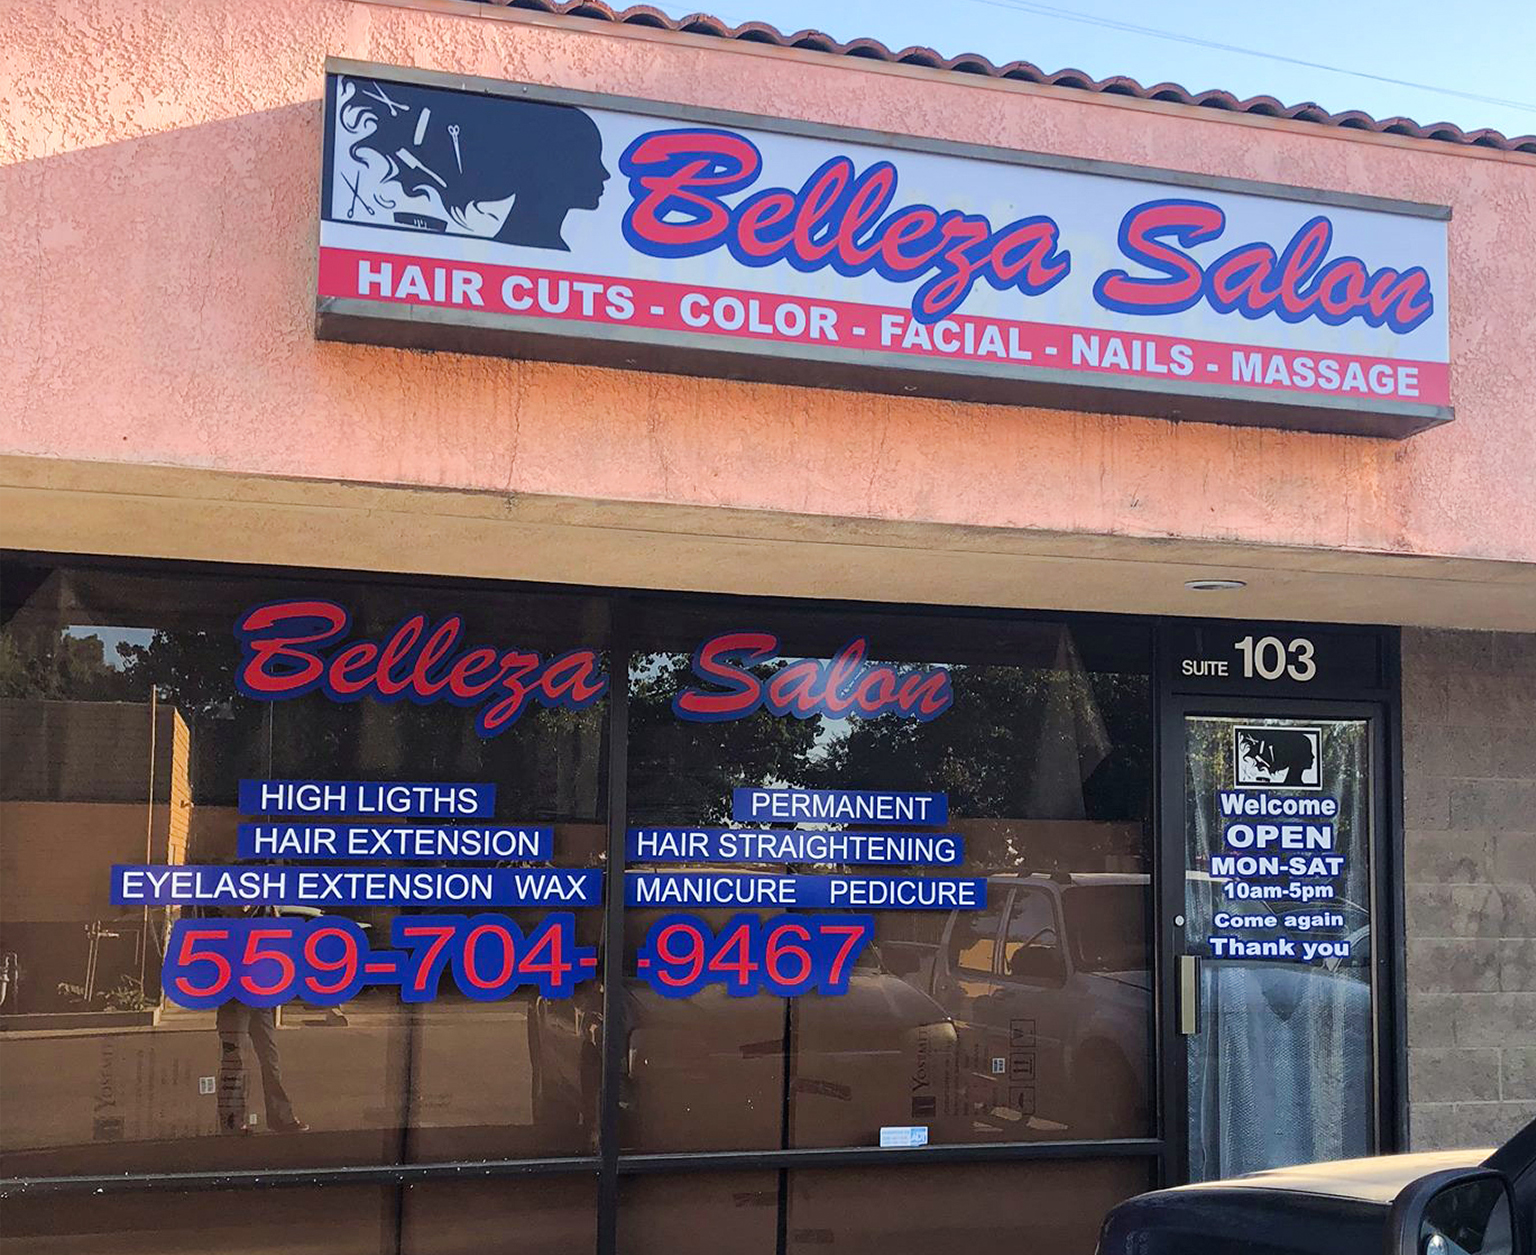 Belleza Salon
HAIR CUTS - COLOR - FACIAL - NAILS - MASSAGE
Belleza Salon
HIGH LIGTHS
HAIR EXTENSION
EYELASH EXTENSION WAX
PERMANENT
HAIR STRAIGHTENING
MANICURE PEDICURE
559-704- -9467
SUITE 103
Welcome
OPEN
MON-SAT
10am-5pm
Come again
Thank you